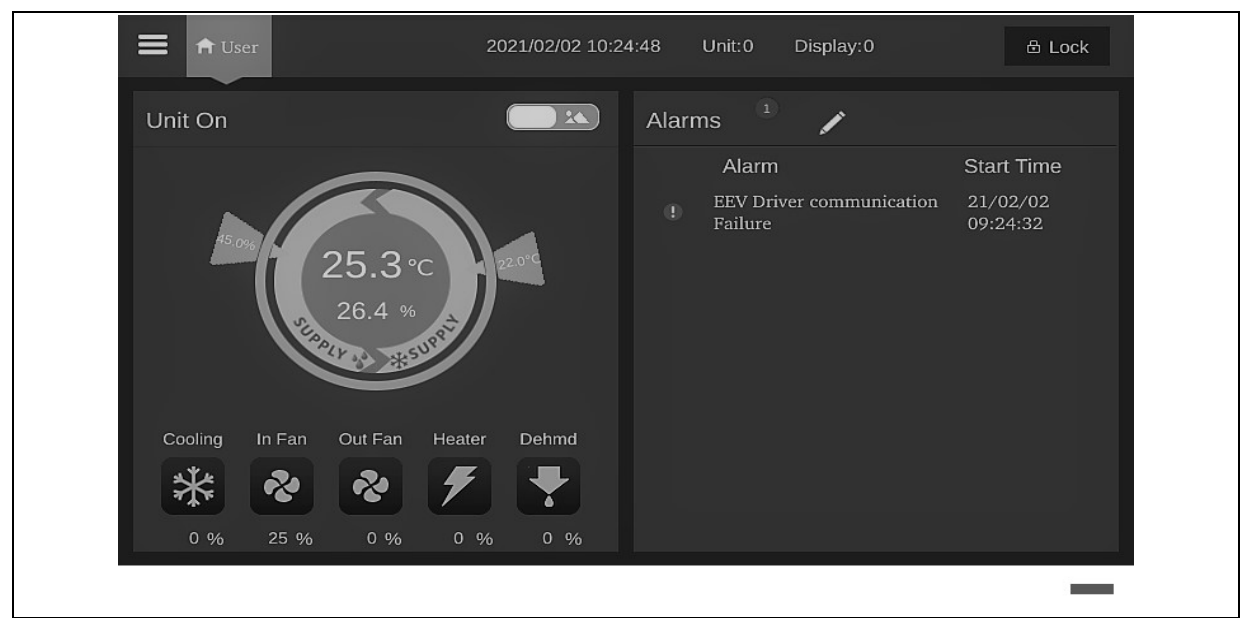 User
2021/02/02 10:24:48 Unit:0 Display:0
Lock
Unit On
45.0%
22.0°C
25.3 °C
26.4 %
SUPPLY
SUPPLY
Cooling In Fan Out Fan Heater Dehmd
0 % 25 % 0 % 0 % 0 %
Alarms 1
Alarm Start Time
EEV Driver communication 21/02/02
Failure 09:24:32